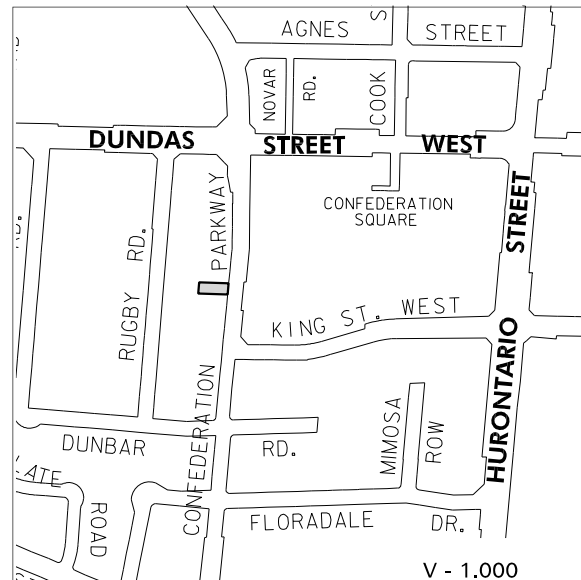 AGNES STREET
NOVAR RD.
COOK
DUNDAS STREET WEST
CONFEDERATION
SQUARE
STREET
PARKWAY
RUGBY RD.
RD.
KING ST. WEST
HURONTARIO
CONFEDERATION
MIMOSA ROW
DUNBAR RD.
ROAD
FLORADALE DR.
V - 1.000